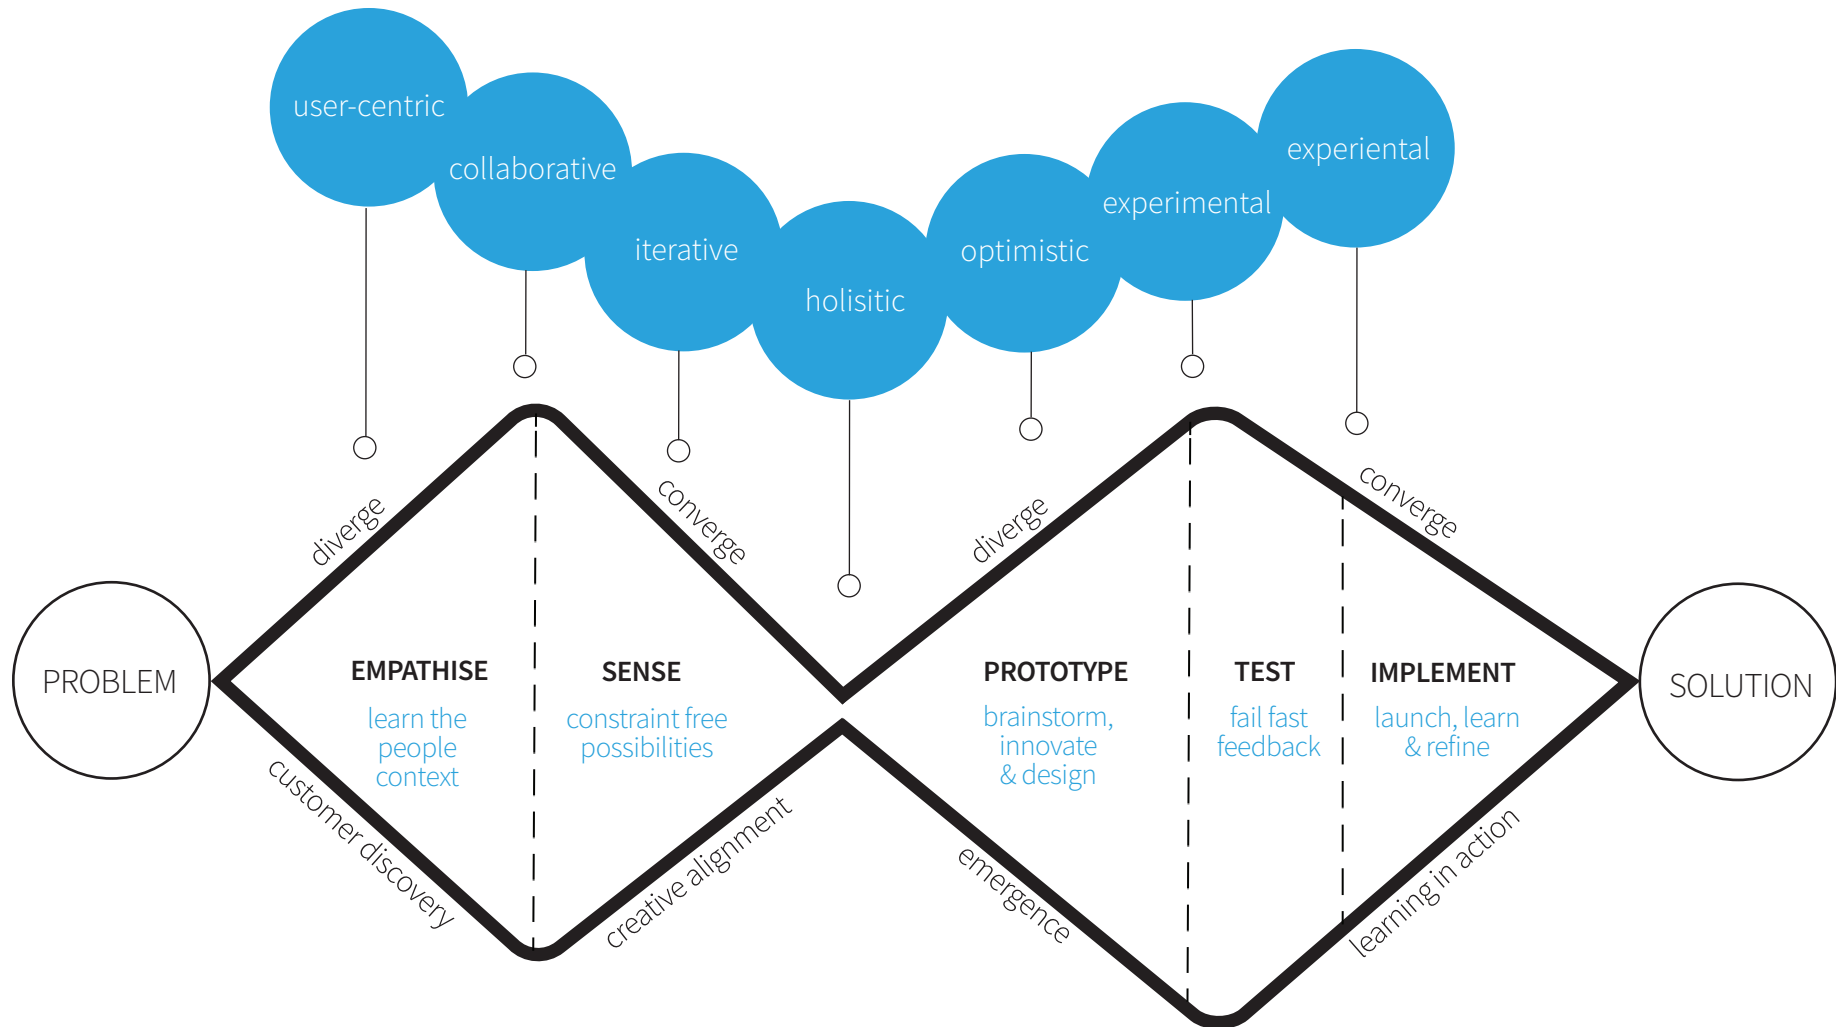 user-centric
collaborative
iterative
holisitic
optimistic
experimental
experiental
diverge
converge
diverge
converge
PROBLEM
EMPATHISE
learn the
people
context
SENSE
constraint free
possibilities
PROTOTYPE
brainstorm,
innovate
& design
TEST
fail fast
feedback
IMPLEMENT
launch, learn
& refine
SOLUTION
customer discovery
creative alignment
emergence
learning in action